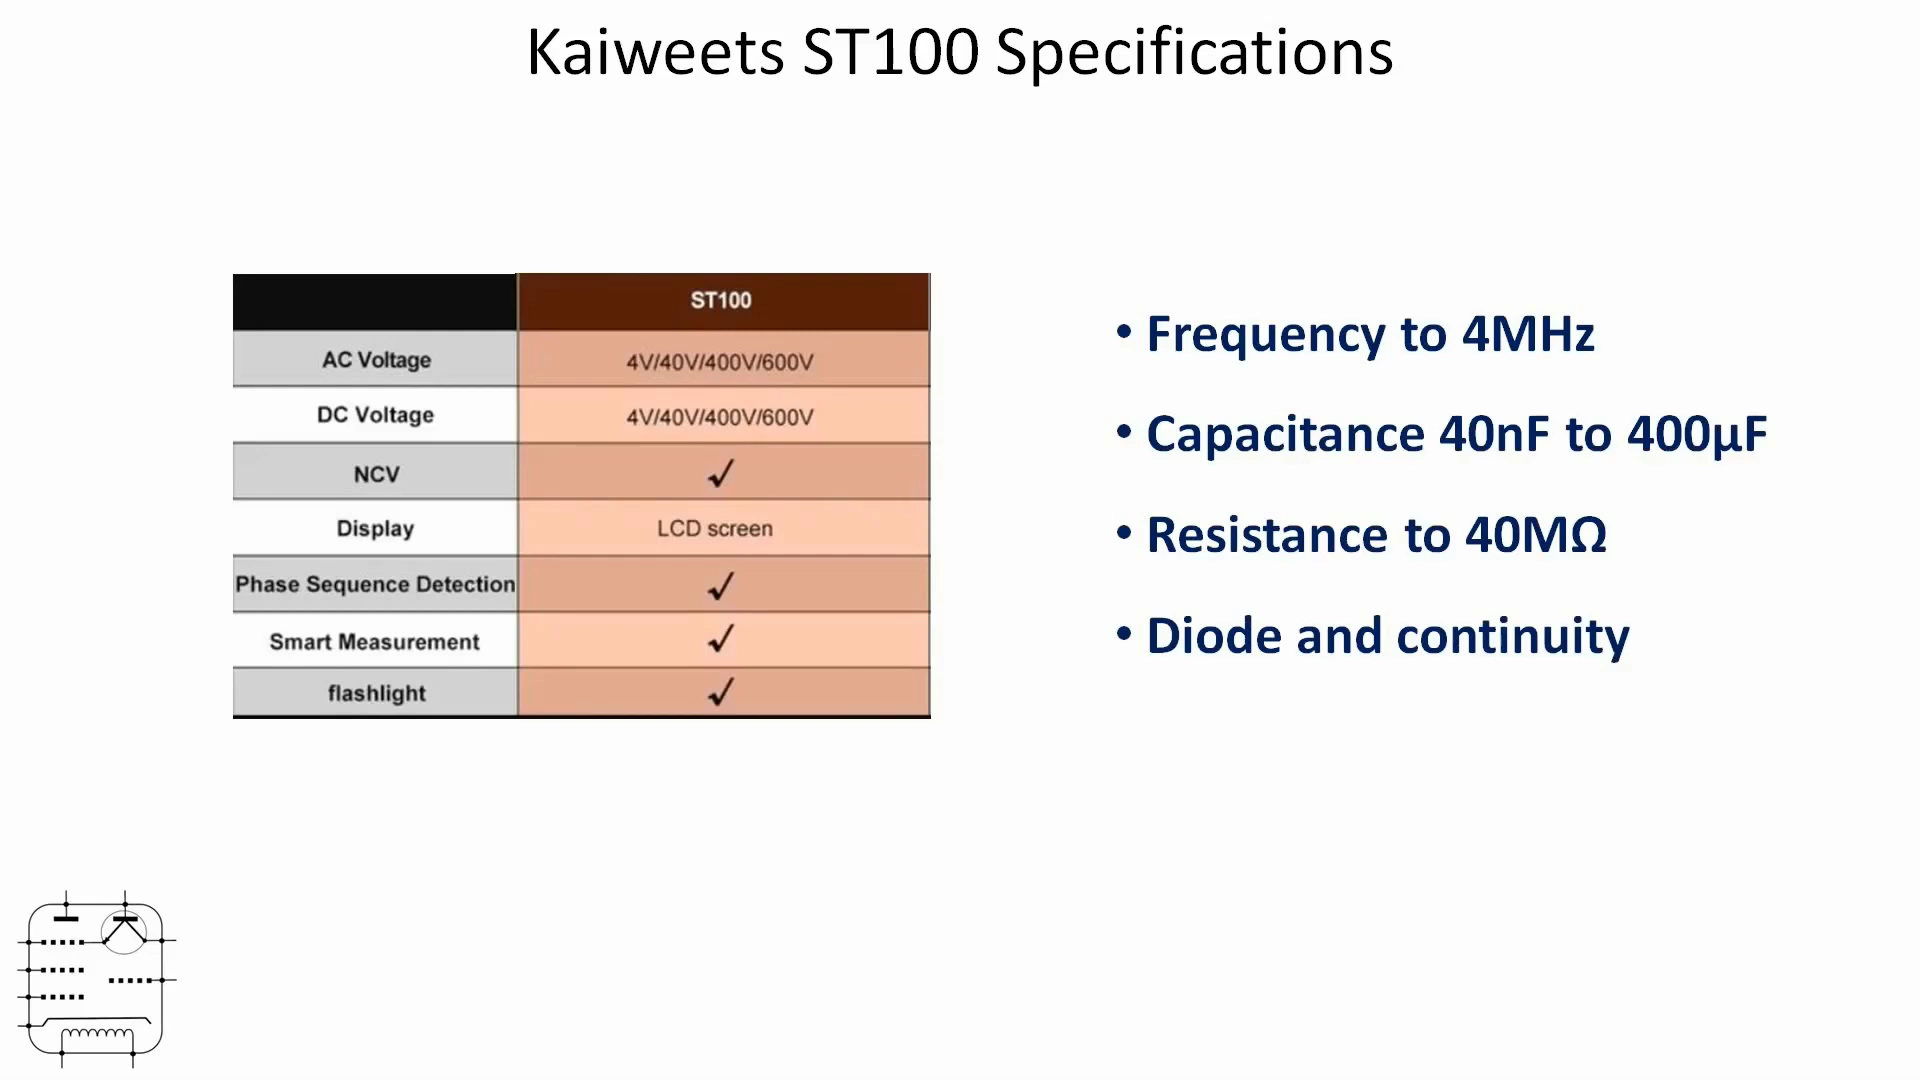 Kaiweets ST100 Specifications
ST100
AC Voltage 4V/40V/400V/600V
DC Voltage 4V/40V/400V/600V
NCV ✓
Display LCD screen
Phase Sequence Detection ✓
Smart Measurement ✓
flashlight ✓
• Frequency to 4MHz
• Capacitance 40nF to 400µF
• Resistance to 40MΩ
• Diode and continuity